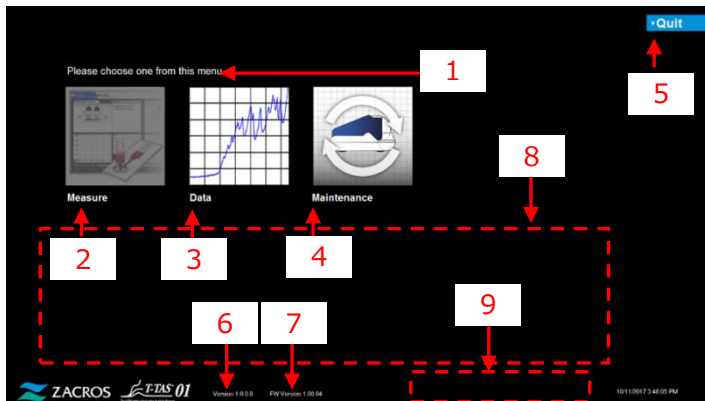 Quit
Please choose one from this menu.
1
5
8
Measure
Data
Maintenance
2
3
4
9
6
7
ZACROS
T-TAS 01
Version 1.0.0.8
FW Version 1.00.04
10/11/2017 3:48:05 PM